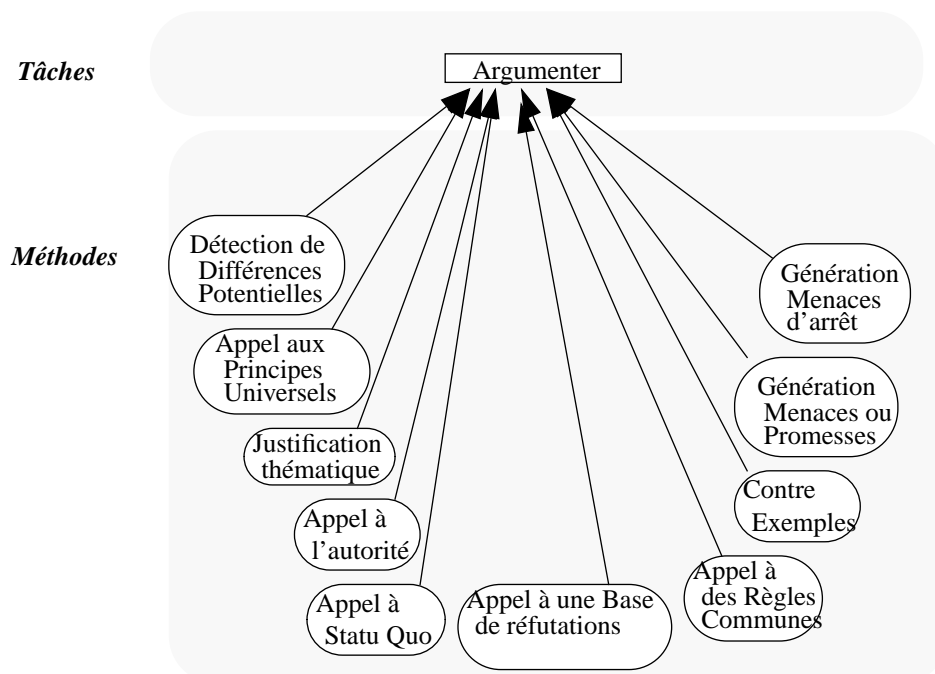 Tâches
Argumenter
Méthodes
Détection de
Différences
Potentielles
Appel aux
Principes
Universels
Justification
thématique
Appel à
l'autorité
Appel à
Statu Quo
Appel à une Base
de réfutations
Appel à
des Règles
Communes
Contre
Exemples
Génération
Menaces ou
Promesses
Génération
Menaces
d'arrêt